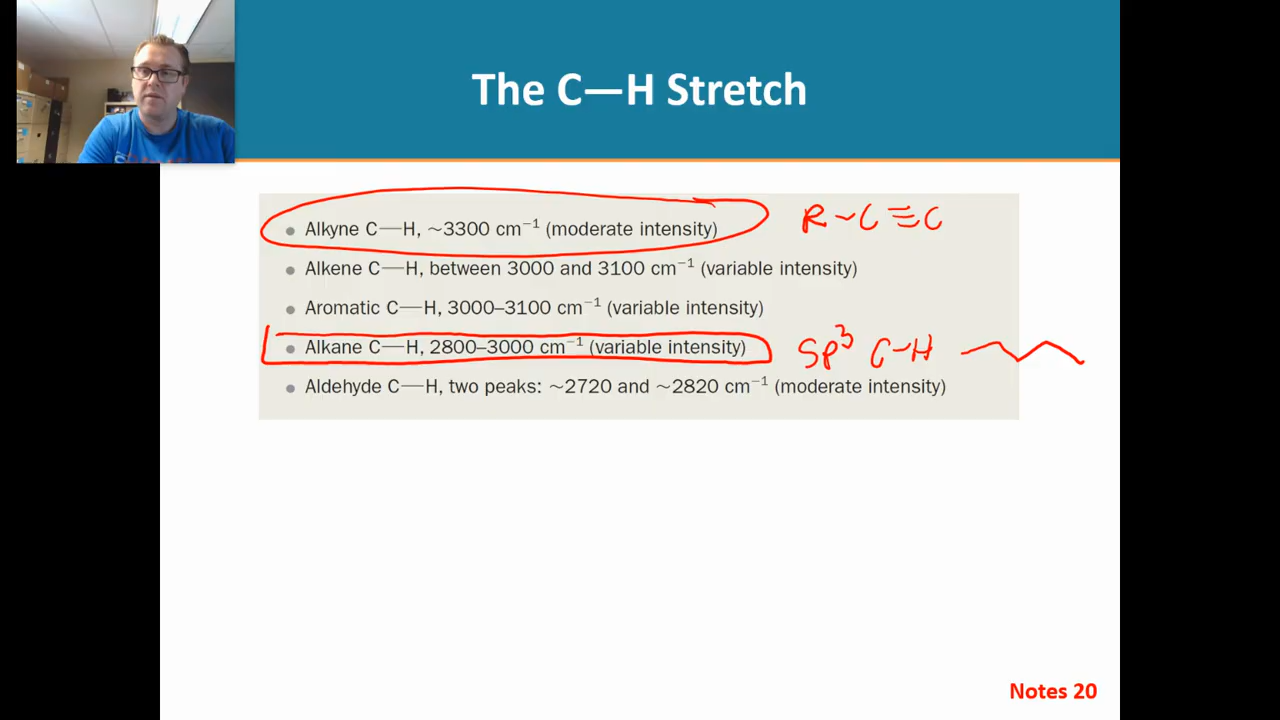 The C—H Stretch
• Alkyne C—H, ~3300 cm⁻¹ (moderate intensity) R-C≡C
• Alkene C—H, between 3000 and 3100 cm⁻¹ (variable intensity)
• Aromatic C—H, 3000–3100 cm⁻¹ (variable intensity)
• Alkane C—H, 2800–3000 cm⁻¹ (variable intensity) Sp³ C-H
• Aldehyde C—H, two peaks: ~2720 and ~2820 cm⁻¹ (moderate intensity)
Notes 20